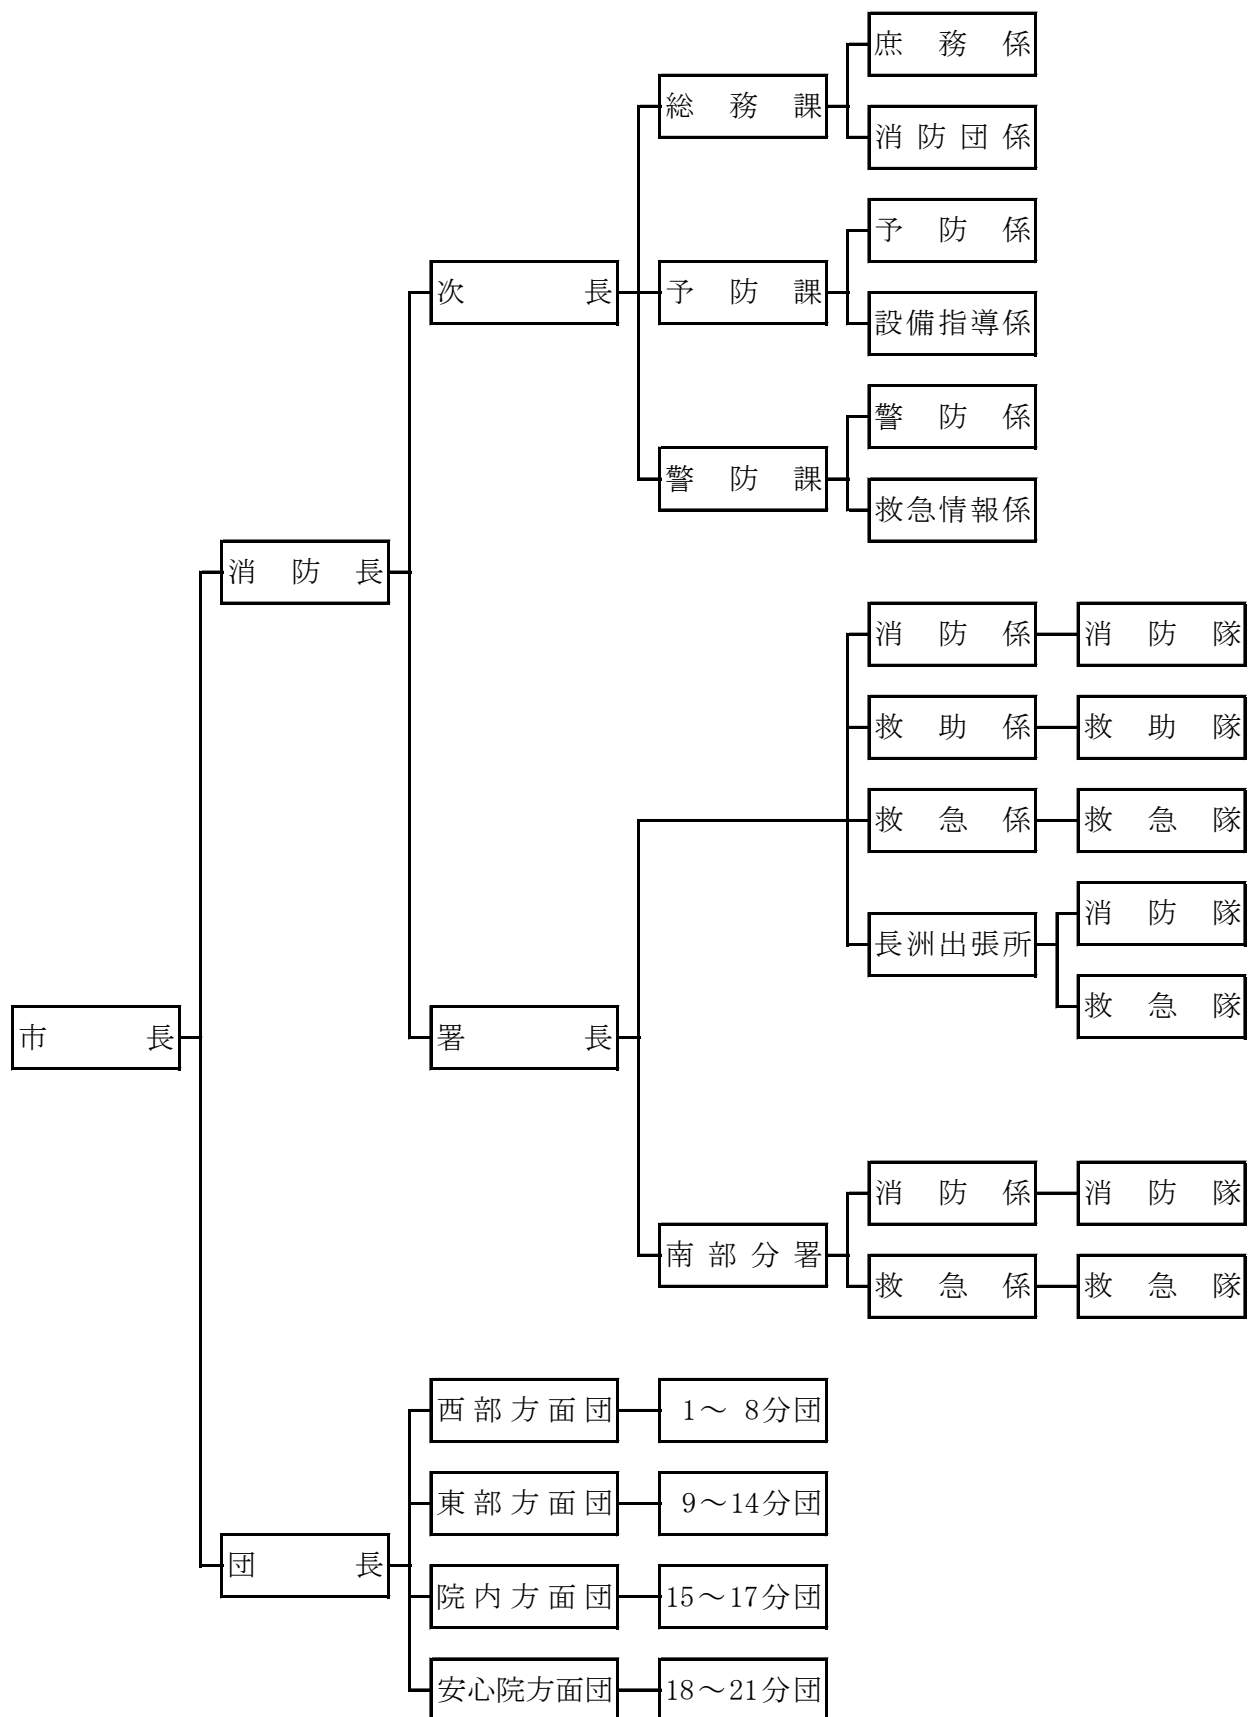 庶務係
総務課
消防団係
予防係
次長
予防課
設備指導係
警防係
警防課
救急情報係
消防長
消防係 消防隊
救助係 救助隊
救急係 救急隊
消防隊
長洲出張所
救急隊
市長
署長
消防係 消防隊
南部分署
救急係 救急隊
西部方面団 1～ 8分団
東部方面団 9～14分団
団長
院内方面団 15～17分団
安心院方面団 18～21分団